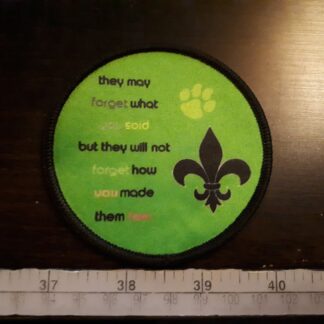 they may
forget what
you said
but they will not
forget how
you made
them feel
37 38 39 40